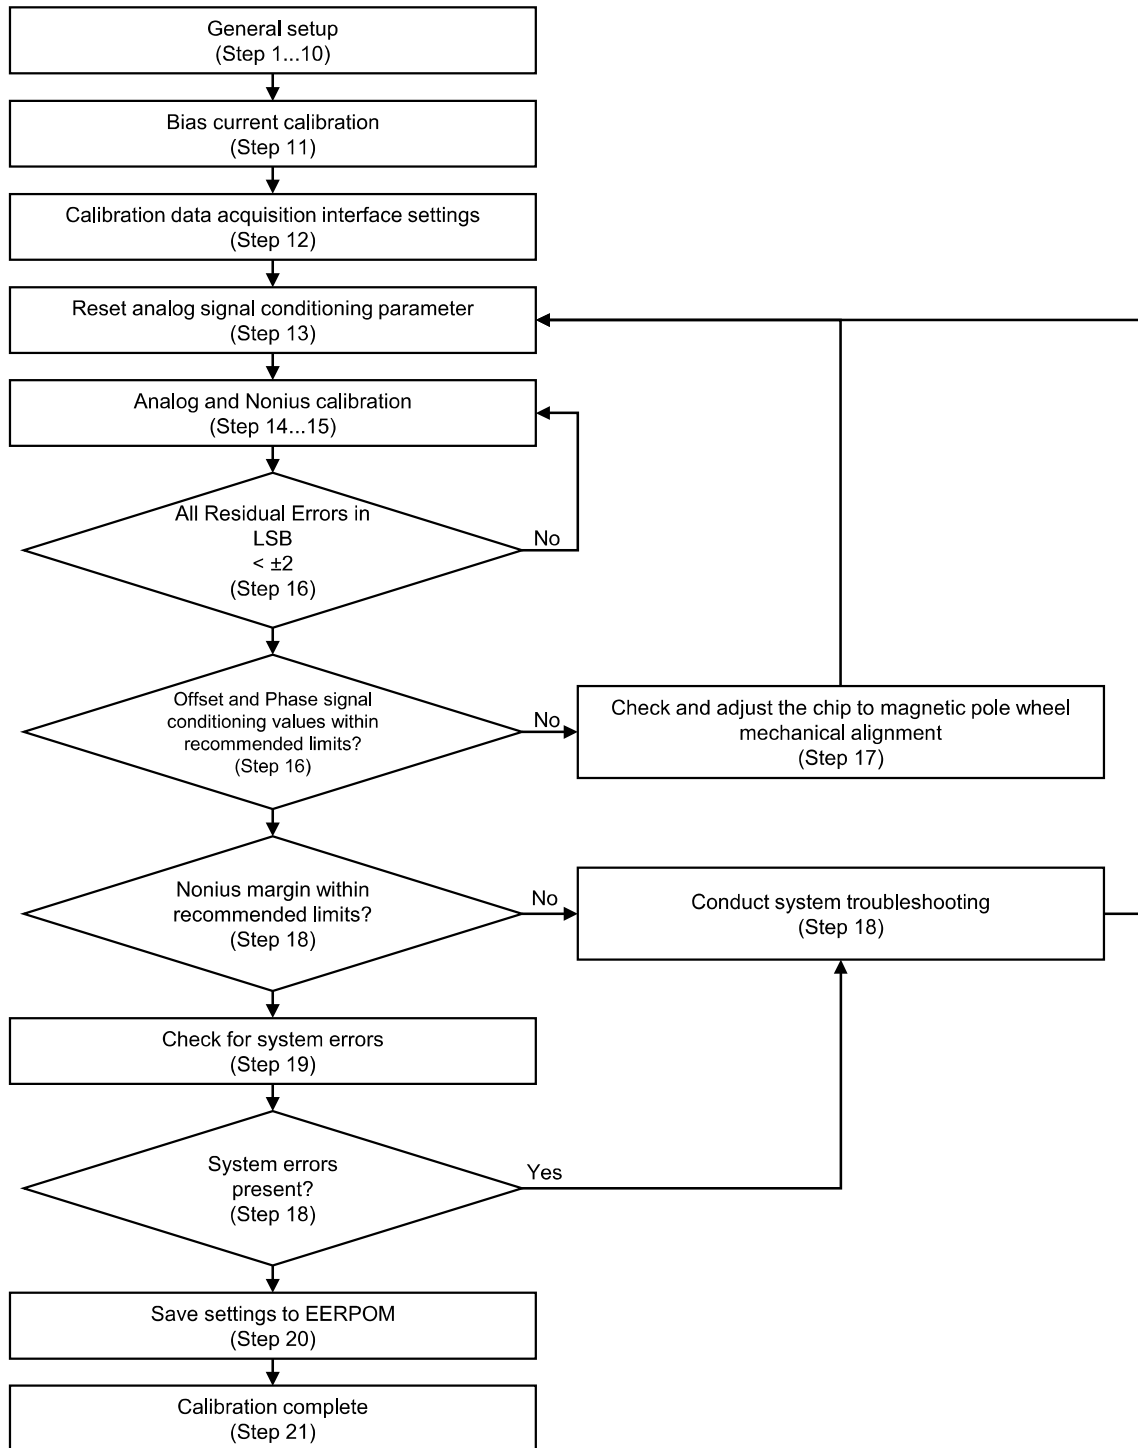 General setup
(Step 1...10)
Bias current calibration
(Step 11)
Calibration data acquisition interface settings
(Step 12)
Reset analog signal conditioning parameter
(Step 13)
Analog and Nonius calibration
(Step 14...15)
All Residual Errors in
LSB
< ±2
(Step 16)
No
Offset and Phase signal
conditioning values within
recommended limits?
(Step 16)
No
Check and adjust the chip to magnetic pole wheel
mechanical alignment
(Step 17)
Nonius margin within
recommended limits?
(Step 18)
No
Conduct system troubleshooting
(Step 18)
Check for system errors
(Step 19)
System errors
present?
(Step 18)
Yes
Save settings to EERPOM
(Step 20)
Calibration complete
(Step 21)